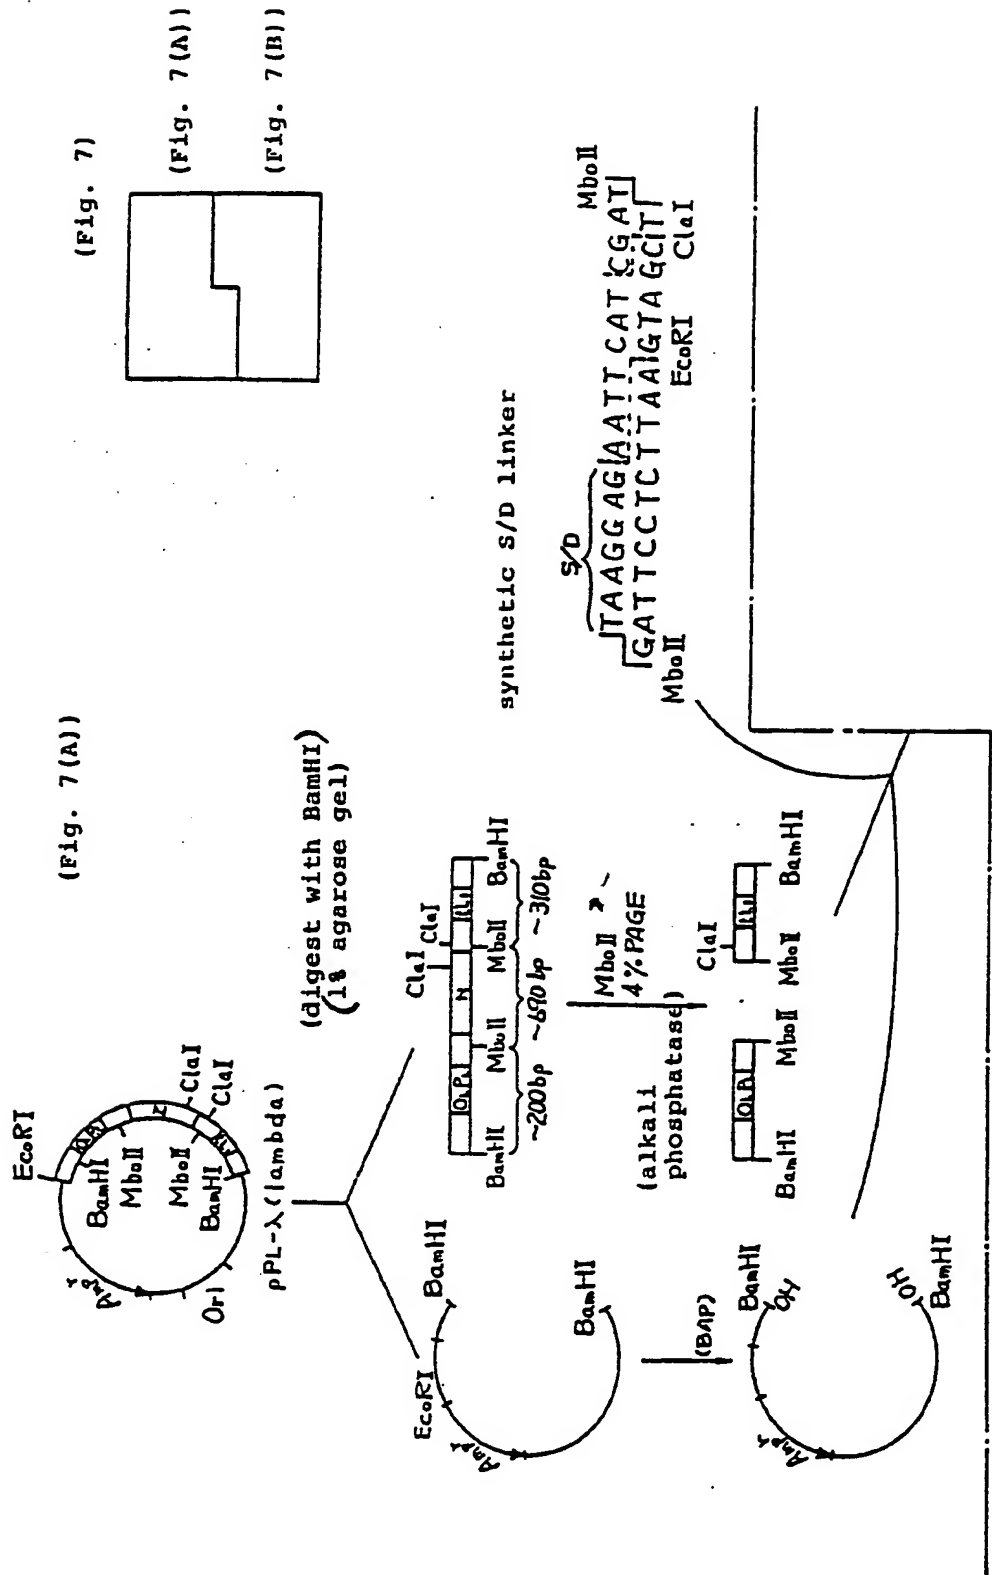 (Fig. 7)
(Fig. 7(A))
(Fig. 7(B))
(Fig. 7(A))
EcoRI
BamHI
MboII
MboII
BamHI
N
ClaI
ClaI
Ori
pPL-λ(lambda)
(digest with BamHI)
(1% agarose gel)
EcoRI
BamHI
BamHI
ClaI
ClaI
N
BamHI
MboII
MboII
BamHI
~200bp
~690bp
~310bp
(BAP)
(alkali
phosphatase)
MboII
4% PAGE
BamHI
OH
OH
BamHI
ClaI
BamHI
MboII
MboII
BamHI
synthetic S/D linker
S/D
MboII
TAAGGAGAATTCATCGAT
GATTCCTCTTAAGTAGCT
MboII
EcoRI
ClaI